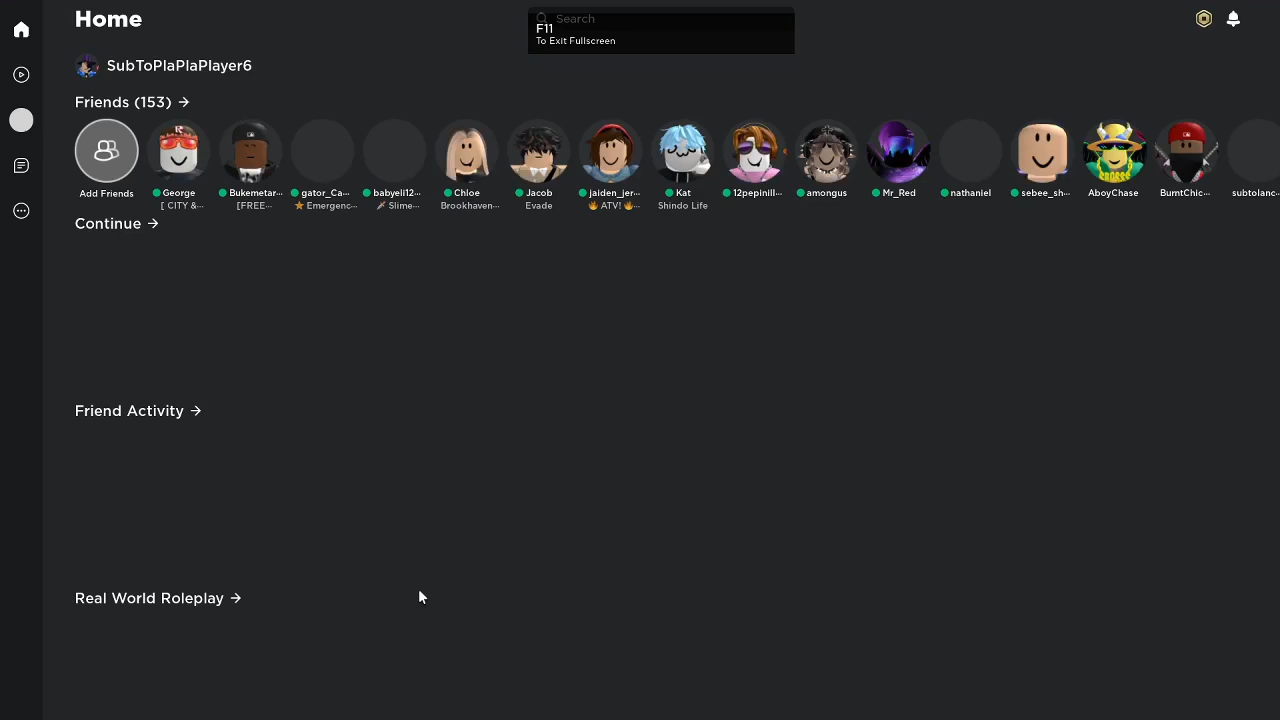 Home
Search
F11
To Exit Fullscreen
SubToPlaPlaPlayer6
Friends (153) →
Add Friends
George
[ CITY &...
Bukemetar...
[FREE...
gator_Ca...
Emergenc...
babyeli12...
Slime...
Chloe
Brookhaven...
Jacob
Evade
jaiden_jer...
🔥 ATV! 🔥...
Kat
Shindo Life
12pepinill...
amongus
Mr_Red
nathaniel
sebee_sh...
AboyChase
BurntChic...
subtolanc...
Continue →
Friend Activity →
Real World Roleplay →